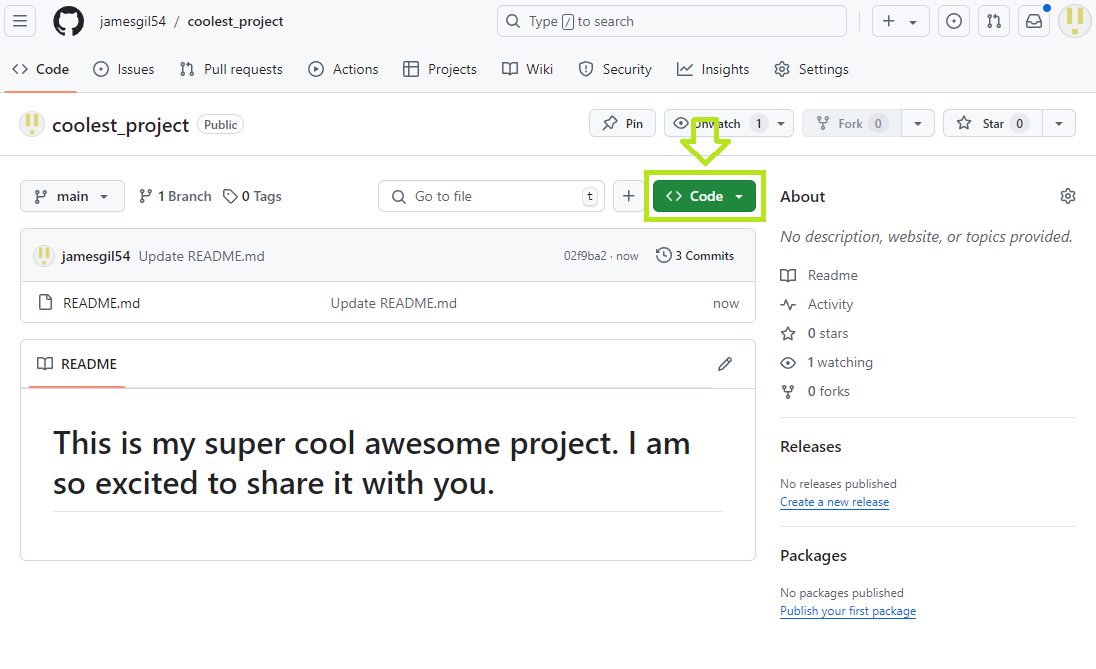 jamesgil54 / coolest_project
Type / to search
Code Issues Pull requests Actions Projects Wiki Security Insights Settings
coolest_project Public
Pin Unwatch 1 Fork 0 Star 0
main 1 Branch 0 Tags Go to file t Code
About
No description, website, or topics provided.
jamesgil54 Update README.md 02f9ba2 · now 3 Commits
README.md Update README.md now
Readme
Activity
0 stars
1 watching
0 forks
README
This is my super cool awesome project. I am
so excited to share it with you.
Releases
No releases published
Create a new release
Packages
No packages published
Publish your first package